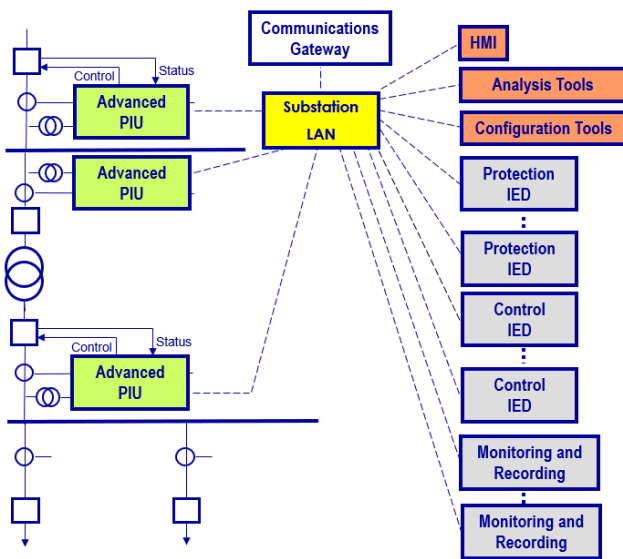 Communications
Gateway
HMI
Status
Control
Advanced
PIU
Substation
LAN
Analysis Tools
Configuration Tools
Advanced
PIU
Protection
IED
Protection
IED
Control
IED
Control
Status
Advanced
PIU
Control
IED
Monitoring and
Recording
Monitoring and
Recording